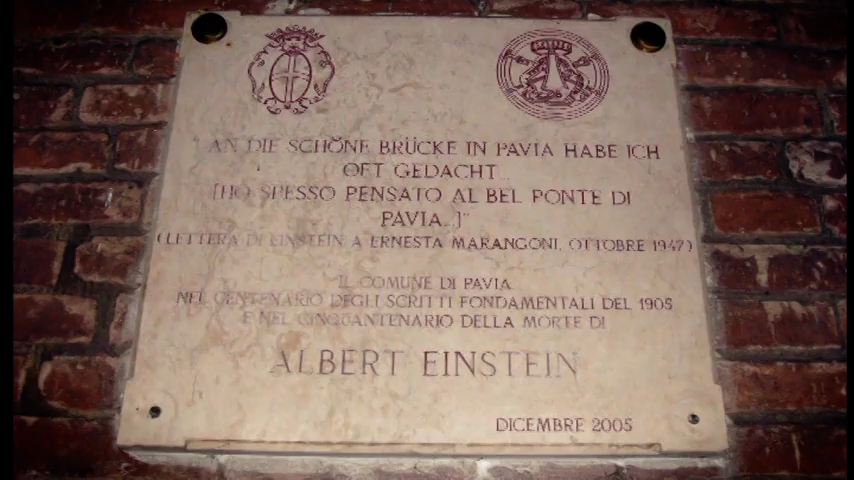 "AN DIE SCHÖNE BRÜCKE IN PAVIA HABE ICH
OFT GEDACHT...
[HO SPESSO PENSATO AL BEL PONTE DI
PAVIA...]"
(LETTERA DI EINSTEIN A ERNESTA MARANGONI, OTTOBRE 1947)
IL COMUNE DI PAVIA
NEL CENTENARIO DEGLI SCRITTI FONDAMENTALI DEL 1905
E NEL CINQUANTENARIO DELLA MORTE DI
ALBERT EINSTEIN
DICEMBRE 2005